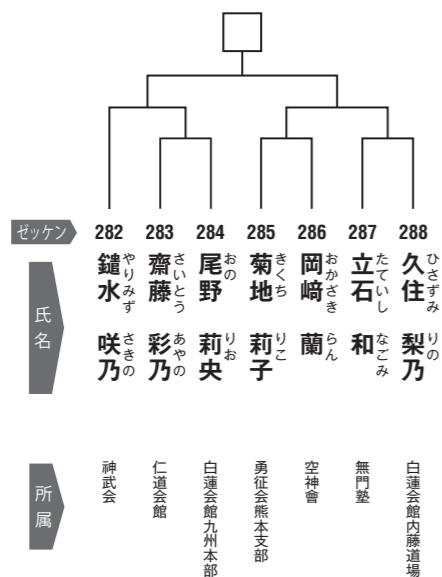 ゼッケン 282 283 284 285 286 287 288
氏名
鑓水 咲乃
やりみず さきの
齋藤 彩乃
さいとう あやの
尾野 莉央
おの りお
菊地 莉子
きくち りこ
岡﨑 蘭
おかざき らん
立石 和
たていし なごみ
久住 梨乃
ひさずみ りの
所属
神武会
仁道会館
白蓮会館九州本部
勇征会熊本支部
空神會
無門塾
白蓮会館内藤道場